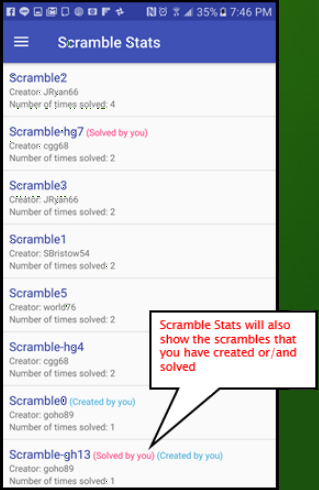 35% 7:46 PM
Scramble Stats
Scramble2
Creator: JRyan66
Number of times solved: 4
Scramble-hg7 (Solved by you)
Creator: cgg68
Number of times solved: 2
Scramble3
Creator: JRyan66
Number of times solved: 2
Scramble1
Creator: SBristow54
Number of times solved: 2
Scramble5
Creator: world76
Number of times solved: 2
Scramble-hg4
Creator: cgg68
Number of times solved: 2
Scramble0 (Created by you)
Creator: goho89
Number of times solved: 1
Scramble-gh13 (Solved by you) (Created by you)
Creator: goho89
Number of times solved: 1
Scramble Stats will also
show the scrambles that
you have created or/and
solved